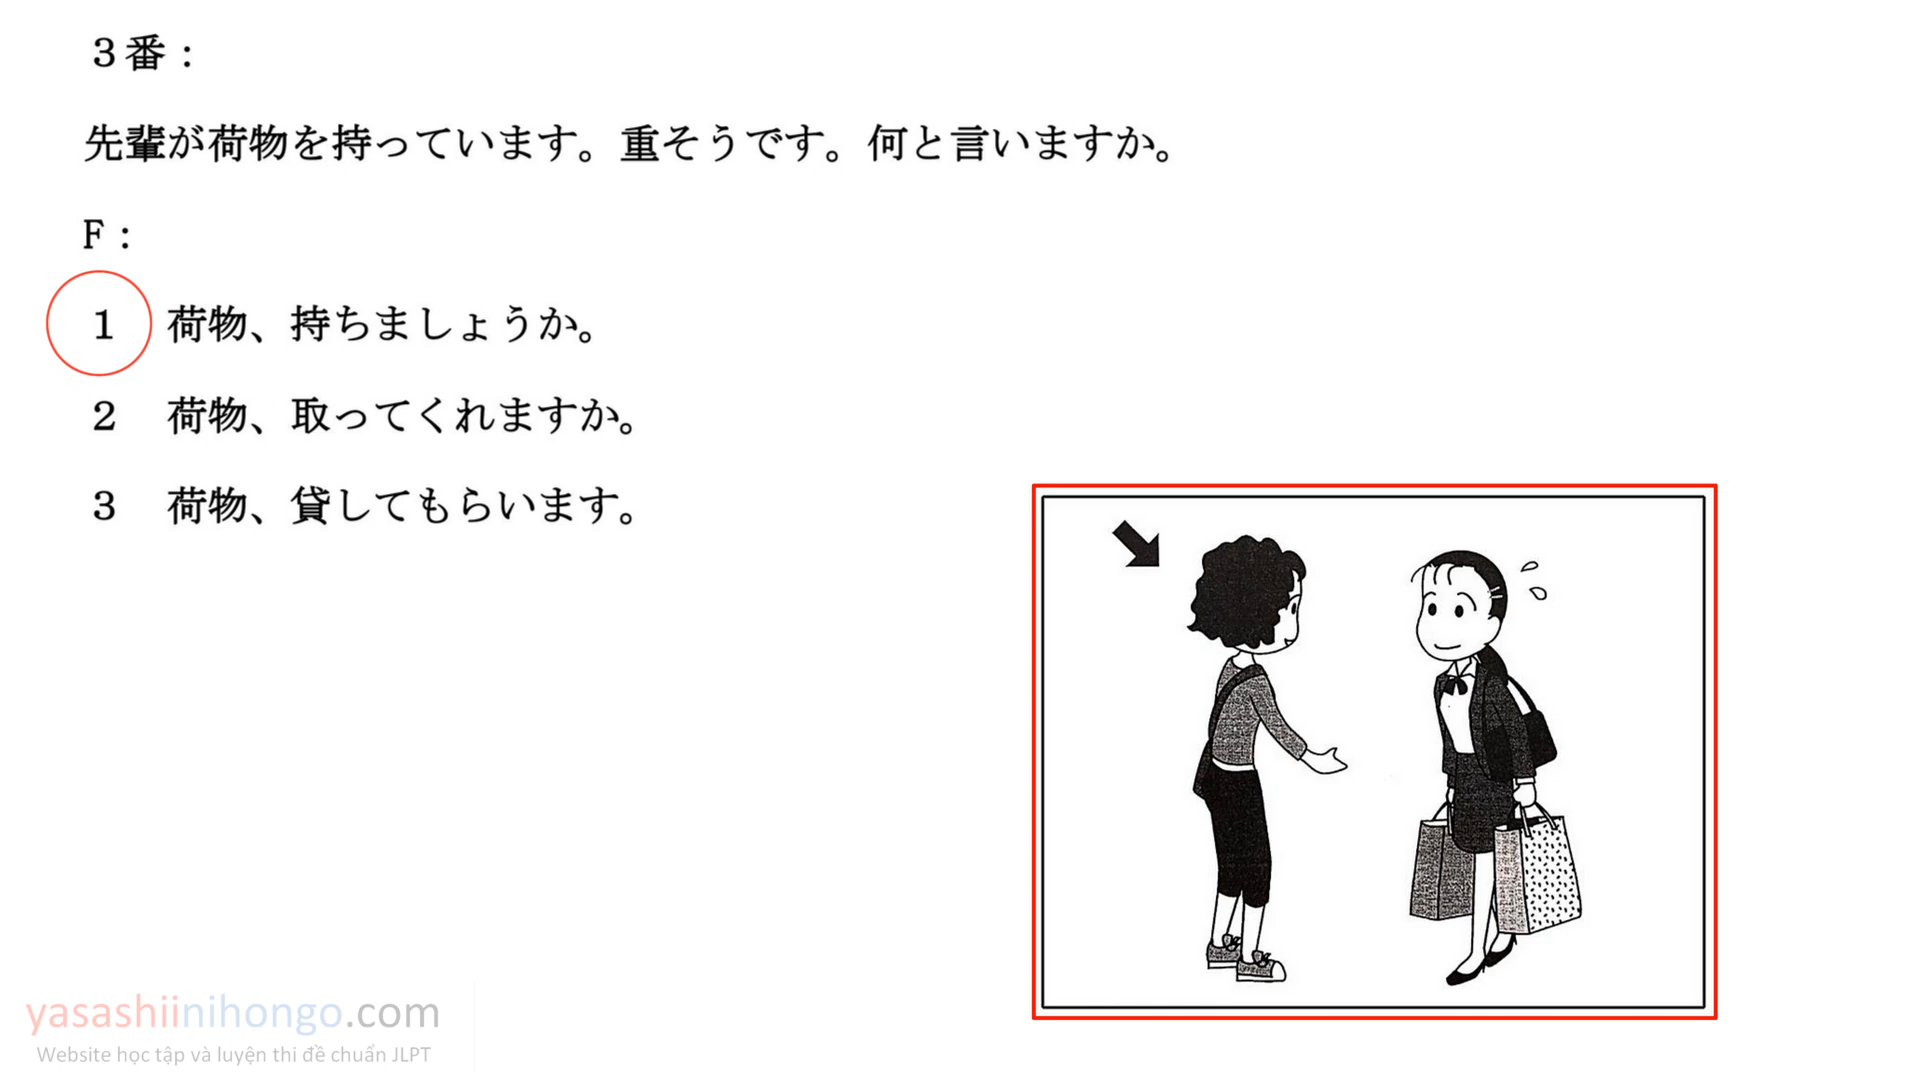 ３番：
先輩が荷物を持っています。重そうです。何と言いますか。
F：
1 荷物、持ちましょうか。
2 荷物、取ってくれますか。
3 荷物、貸してもらいます。
yasashiinihongo.com
Website học tập và luyện thi đề chuẩn JLPT